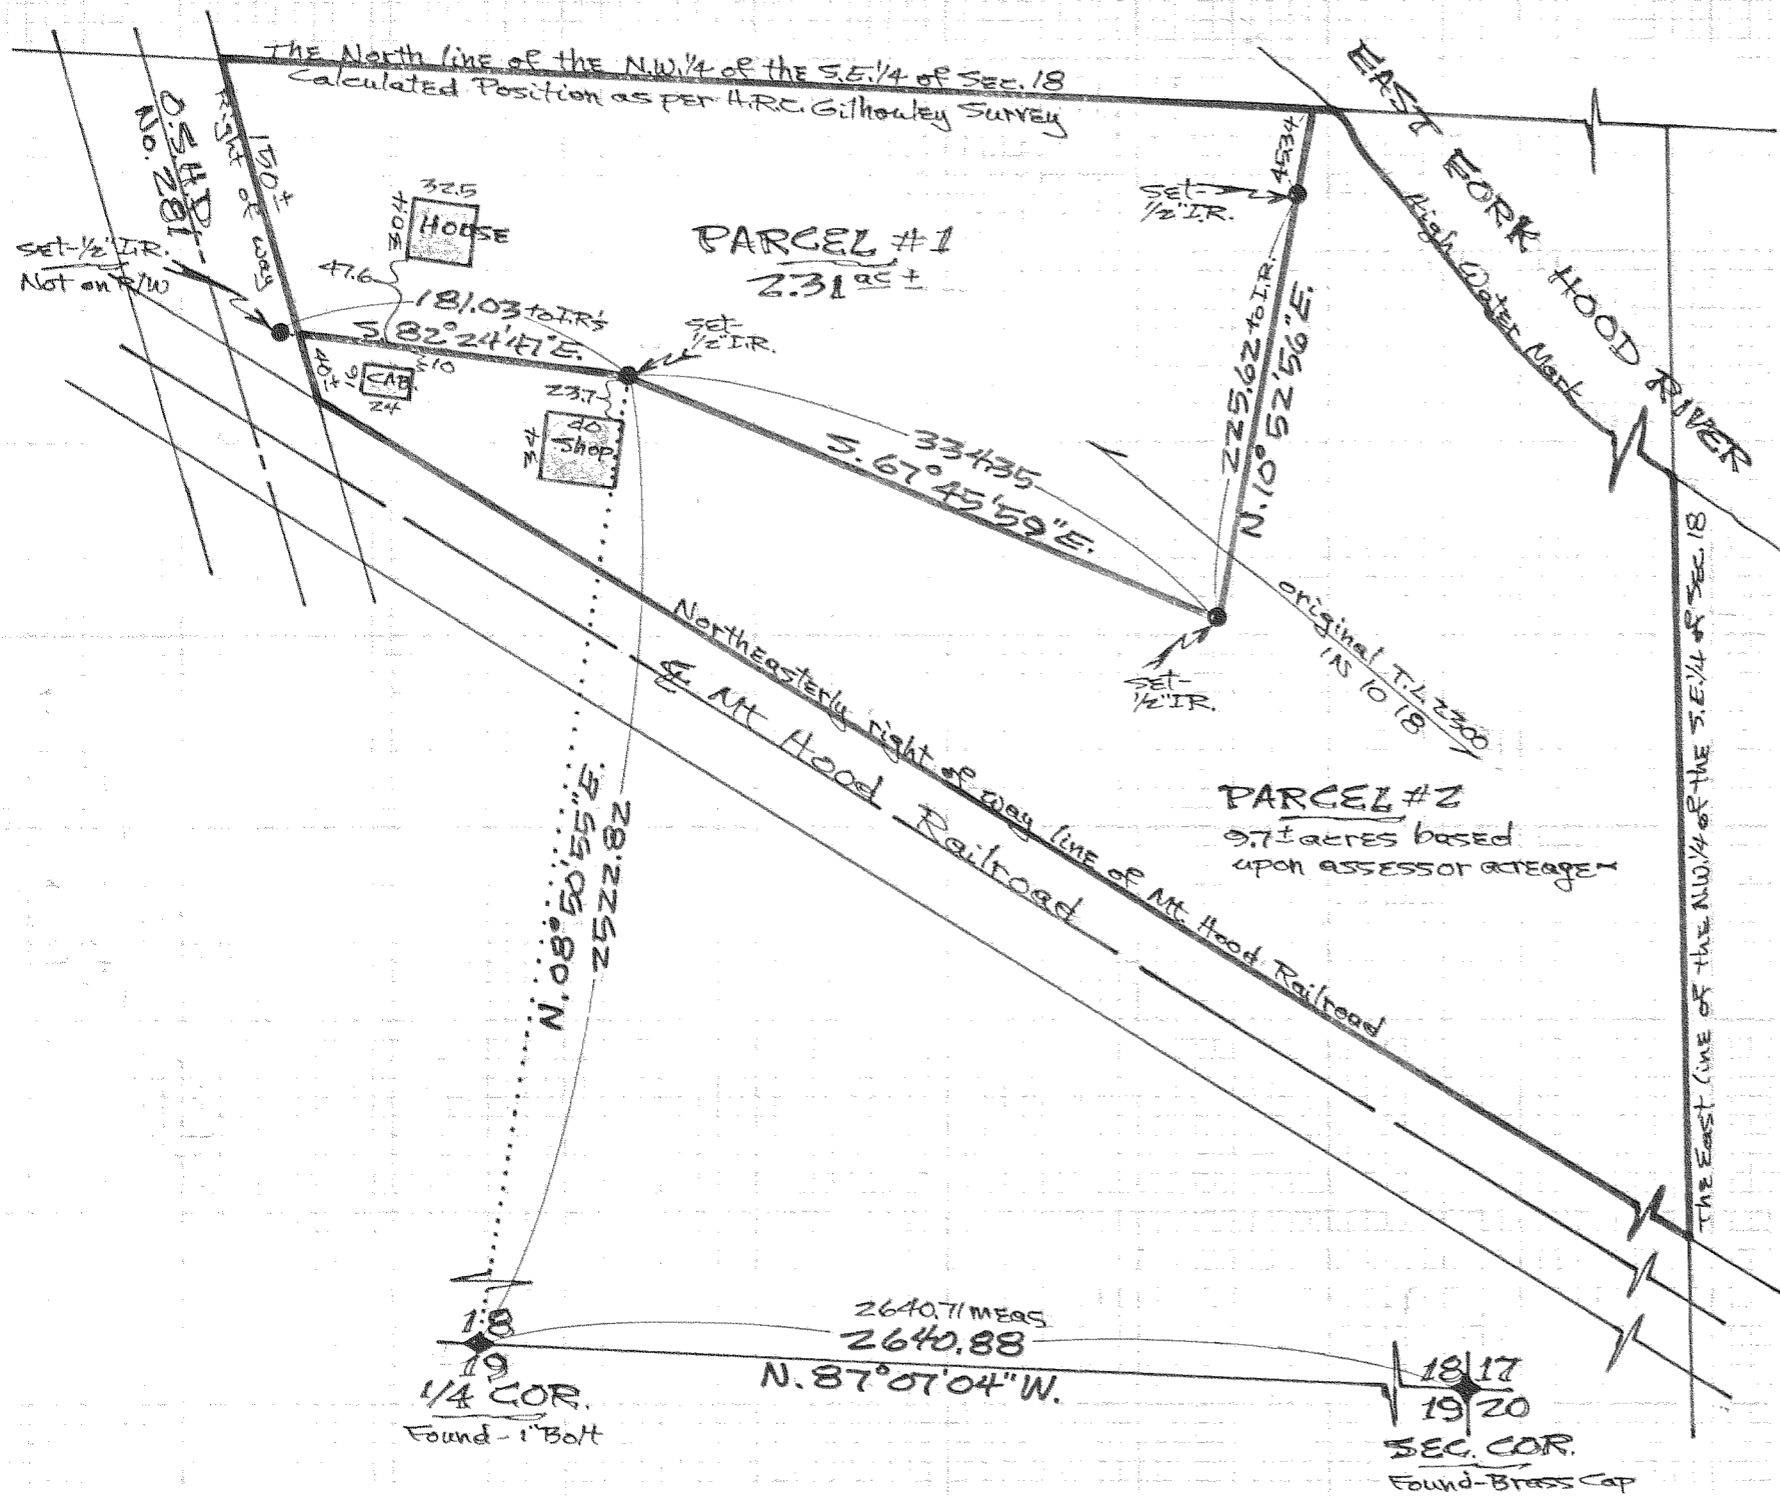 The North line of the N.W.1/4 of the S.E.1/4 of Sec. 18
Calculated Position as per H.R.C. Gilhouley Survey
EAST FORK HOOD RIVER
High Water Mark
O.S.H.D.
No. 281
Right of way
150±
32.5
30.4
HOUSE
47.6
PARCEL #1
2.31 ac ±
45.34
Set-
1/2" I.R.
Set-1/2" I.R.
Not on R/W
181.03 to I.R's
S. 82° 24' 47" E.
Set-
1/2" I.R.
40±
16
CAB.
10
24
23.7
40
34
Shop
334.35
S. 67° 45' 59" E.
225.62 to I.R.
N. 10° 52' 56" E.
Set-
1/2" I.R.
original T.L. 2300
1N 10 18
Northeasterly right of way line of Mt. Hood Railroad
℄ Mt Hood Railroad
PARCEL #2
9.7± acres based
upon assessor acreage~
The East line of the N.W.1/4 of the S.E.1/4 of Sec. 18
N. 08° 50' 55" E.
2522.82
18
19
1/4 COR.
Found - 1" Bolt
2640.71 meas
2640.88
N. 87° 07' 04" W.
18|17
19|20
SEC. COR.
Found-Brass Cap